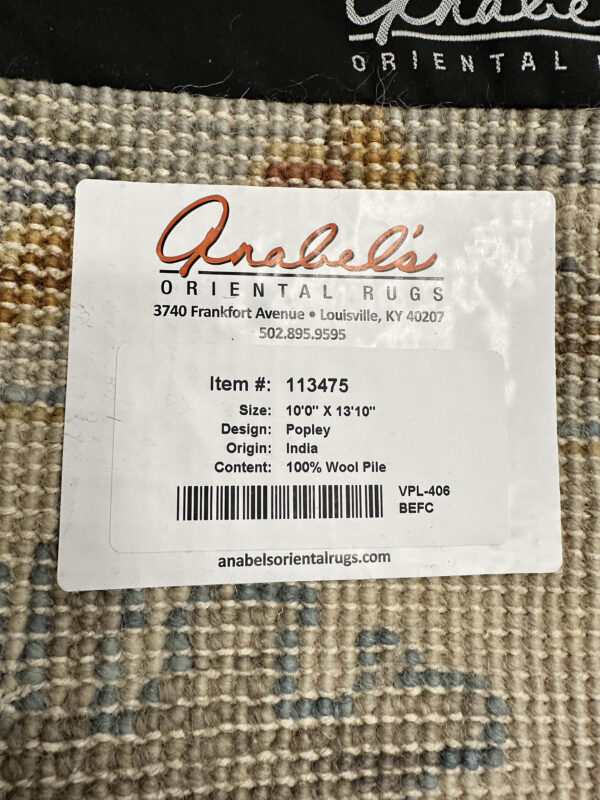 Anabel's
ORIENTAL
Anabel's
ORIENTAL RUGS
3740 Frankfort Avenue • Louisville, KY 40207
502.895.9595
Item #: 113475
Size: 10'0" X 13'10"
Design: Popley
Origin: India
Content: 100% Wool Pile
VPL-406
BEFC
anabelsorientalrugs.com